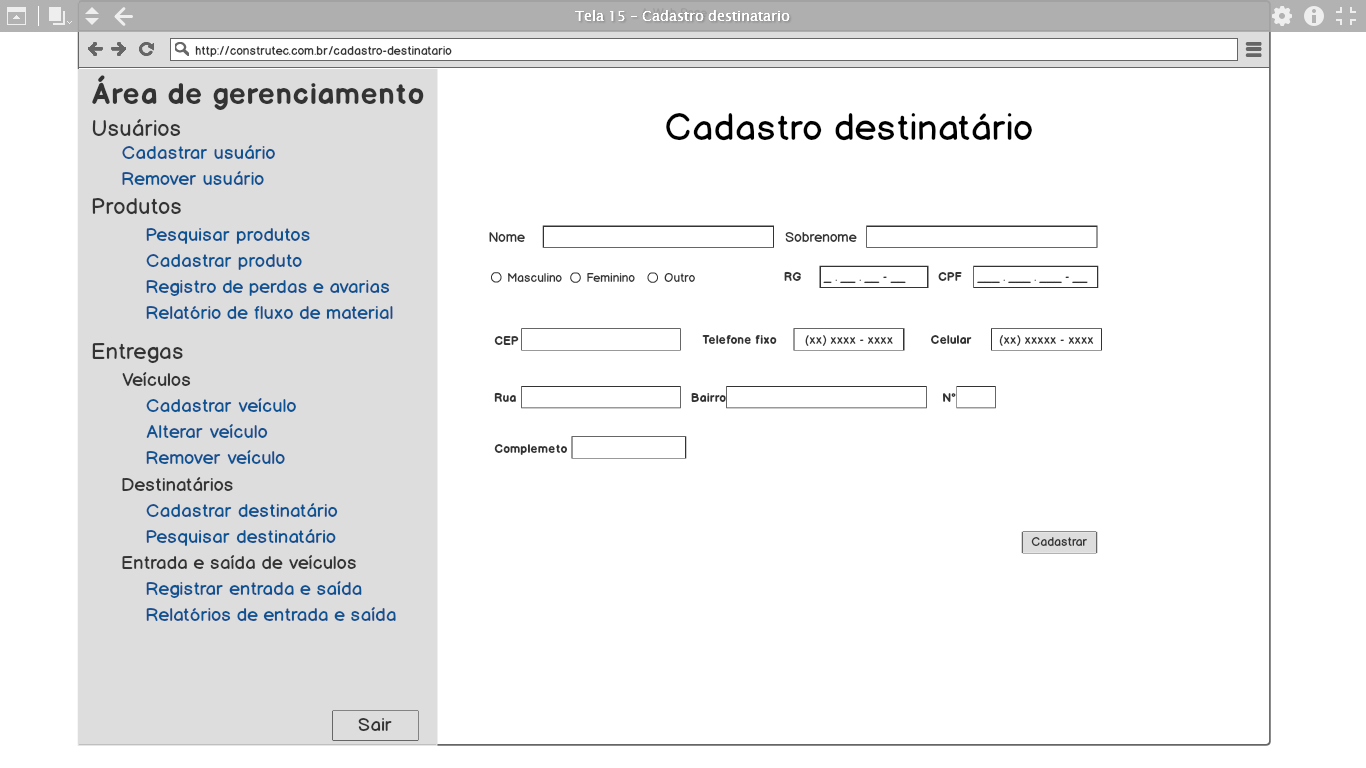 Tela 15 - Cadastro destinatario
http://construtec.com.br/cadastro-destinatario
Área de gerenciamento
Usuários
Cadastrar usuário
Remover usuário
Produtos
Pesquisar produtos
Cadastrar produto
Registro de perdas e avarias
Relatório de fluxo de material
Entregas
Veículos
Cadastrar veículo
Alterar veículo
Remover veículo
Destinatários
Cadastrar destinatário
Pesquisar destinatário
Entrada e saída de veículos
Registrar entrada e saída
Relatórios de entrada e saída
Sair
Cadastro destinatário
Nome Sobrenome
Masculino Feminino Outro RG _ . __ . __ - __ CPF ___ . ___ . ___ - __
CEP Telefone fixo (xx) xxxx - xxxx Celular (xx) xxxxx - xxxx
Rua Bairro N°
Complemeto
Cadastrar